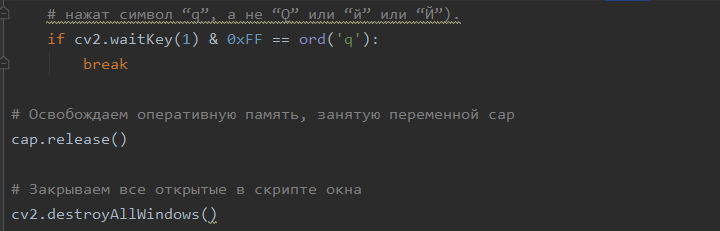 # нажат символ “q”, а не “Q” или “й” или “Й”).
if cv2.waitKey(1) & 0xFF == ord('q'):
break
# Освобождаем оперативную память, занятую переменной cap
cap.release()
# Закрываем все открытые в скрипте окна
cv2.destroyAllWindows()